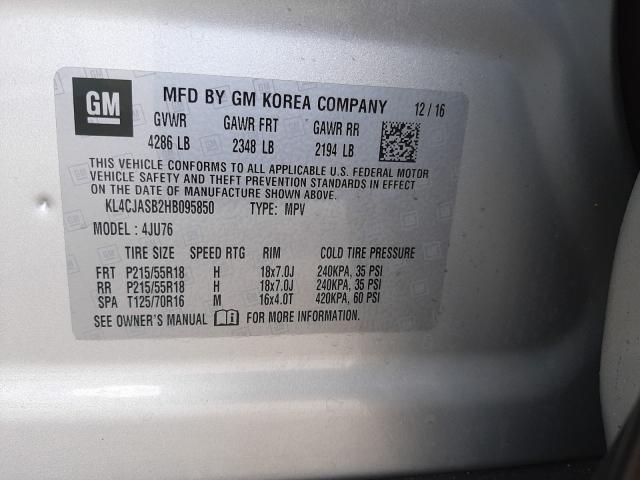 GM
MFD BY GM KOREA COMPANY 12 / 16
GVWR GAWR FRT GAWR RR
4286 LB 2348 LB 2194 LB
THIS VEHICLE CONFORMS TO ALL APPLICABLE U.S. FEDERAL MOTOR
VEHICLE SAFETY AND THEFT PREVENTION STANDARDS IN EFFECT
ON THE DATE OF MANUFACTURE SHOWN ABOVE.
KL4CJASB2HB095850 TYPE: MPV
MODEL : 4JU76
TIRE SIZE SPEED RTG RIM COLD TIRE PRESSURE
FRT P215/55R18 H 18x7.0J 240KPA, 35 PSI
RR P215/55R18 H 18x7.0J 240KPA, 35 PSI
SPA T125/70R16 M 16x4.0T 420KPA, 60 PSI
SEE OWNER'S MANUAL FOR MORE INFORMATION.